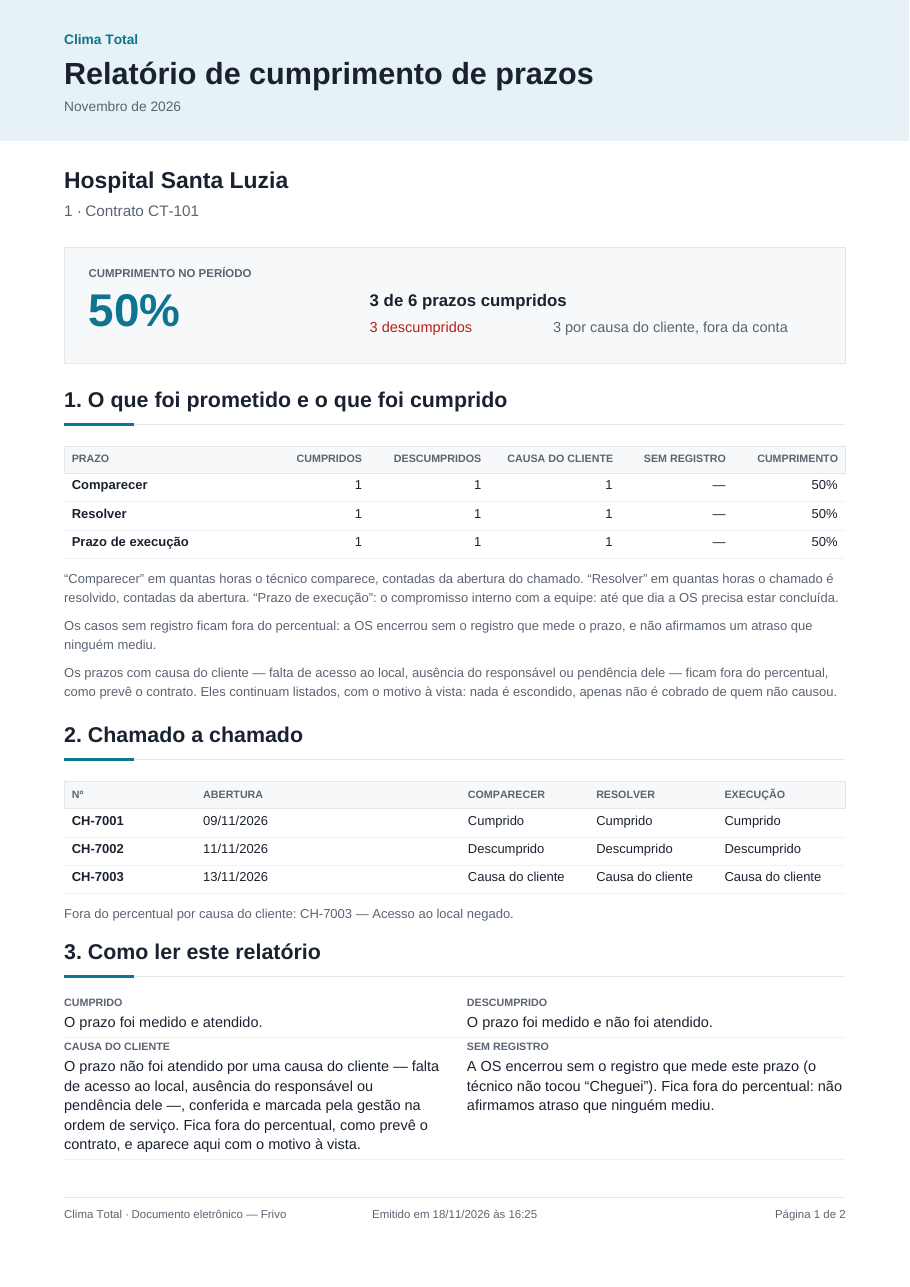 Clima Total
Relatório de cumprimento de prazos
Novembro de 2026
Hospital Santa Luzia
1 · Contrato CT-101
CUMPRIMENTO NO PERÍODO
50%
3 de 6 prazos cumpridos
3 descumpridos 3 por causa do cliente, fora da conta
1. O que foi prometido e o que foi cumprido
PRAZO CUMPRIDOS DESCUMPRIDOS CAUSA DO CLIENTE SEM REGISTRO CUMPRIMENTO
Comparecer 1 1 1 — 50%
Resolver 1 1 1 — 50%
Prazo de execução 1 1 1 — 50%
“Comparecer” em quantas horas o técnico comparece, contadas da abertura do chamado. “Resolver” em quantas horas o chamado é
resolvido, contadas da abertura. “Prazo de execução”: o compromisso interno com a equipe: até que dia a OS precisa estar concluída.
Os casos sem registro ficam fora do percentual: a OS encerrou sem o registro que mede o prazo, e não afirmamos um atraso que
ninguém mediu.
Os prazos com causa do cliente — falta de acesso ao local, ausência do responsável ou pendência dele — ficam fora do percentual,
como prevê o contrato. Eles continuam listados, com o motivo à vista: nada é escondido, apenas não é cobrado de quem não causou.
2. Chamado a chamado
Nº ABERTURA COMPARECER RESOLVER EXECUÇÃO
CH-7001 09/11/2026 Cumprido Cumprido Cumprido
CH-7002 11/11/2026 Descumprido Descumprido Descumprido
CH-7003 13/11/2026 Causa do cliente Causa do cliente Causa do cliente
Fora do percentual por causa do cliente: CH-7003 — Acesso ao local negado.
3. Como ler este relatório
CUMPRIDO
O prazo foi medido e atendido.
DESCUMPRIDO
O prazo foi medido e não foi atendido.
CAUSA DO CLIENTE
O prazo não foi atendido por uma causa do cliente — falta
de acesso ao local, ausência do responsável ou
pendência dele —, conferida e marcada pela gestão na
ordem de serviço. Fica fora do percentual, como prevê o
contrato, e aparece aqui com o motivo à vista.
SEM REGISTRO
A OS encerrou sem o registro que mede este prazo (o
técnico não tocou “Cheguei”). Fica fora do percentual: não
afirmamos atraso que ninguém mediu.
Clima Total · Documento eletrônico — Frivo Emitido em 18/11/2026 às 16:25 Página 1 de 2